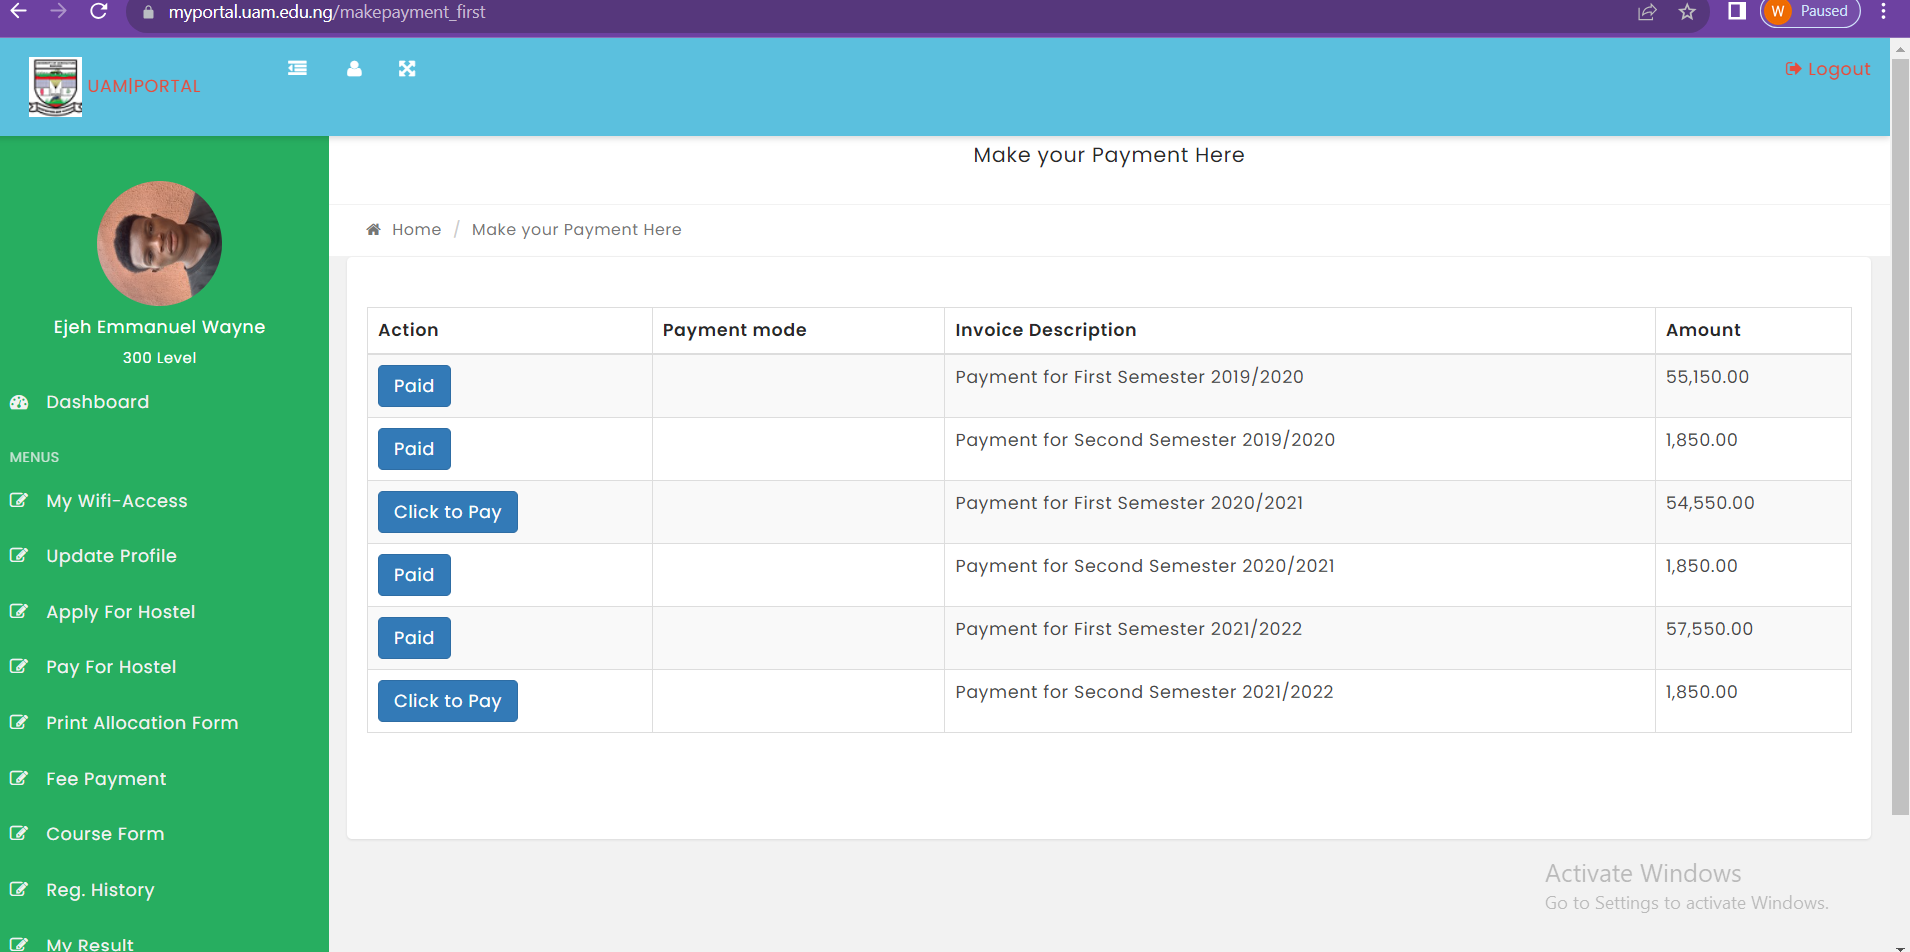 myportal.uam.edu.ng/makepayment_first
W Paused
UAM|PORTAL
Logout
Make your Payment Here
Home / Make your Payment Here
Ejeh Emmanuel Wayne
300 Level
Dashboard
MENUS
My Wifi-Access
Update Profile
Apply For Hostel
Pay For Hostel
Print Allocation Form
Fee Payment
Course Form
Reg. History
My Result
Action Payment mode Invoice Description Amount
Paid Payment for First Semester 2019/2020 55,150.00
Paid Payment for Second Semester 2019/2020 1,850.00
Click to Pay Payment for First Semester 2020/2021 54,550.00
Paid Payment for Second Semester 2020/2021 1,850.00
Paid Payment for First Semester 2021/2022 57,550.00
Click to Pay Payment for Second Semester 2021/2022 1,850.00
Activate Windows
Go to Settings to activate Windows.